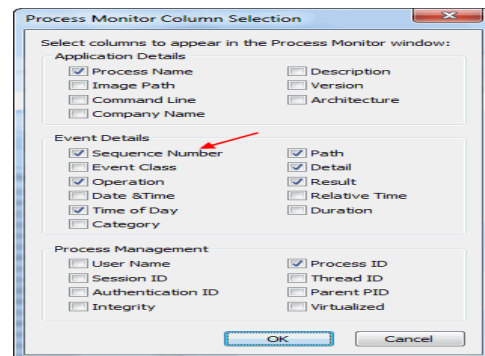 Process Monitor Column Selection
Select columns to appear in the Process Monitor window:
Application Details
Process Name
Description
Image Path
Version
Command Line
Architecture
Company Name
Event Details
Sequence Number
Path
Event Class
Detail
Operation
Result
Date &Time
Relative Time
Time of Day
Duration
Category
Process Management
User Name
Process ID
Session ID
Thread ID
Authentication ID
Parent PID
Integrity
Virtualized
OK
Cancel